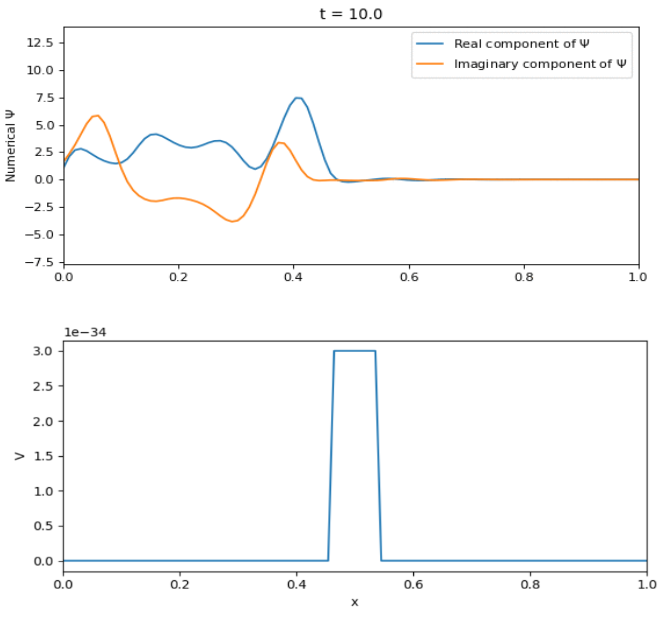 t = 10.0
12.5
10.0
7.5
5.0
2.5
0.0
−2.5
−5.0
−7.5
Numerical Ψ
Real component of Ψ
Imaginary component of Ψ
0.0 0.2 0.4 0.6 0.8 1.0
1e−34
3.0
2.5
2.0
1.5
1.0
0.5
0.0
V
0.0 0.2 0.4 0.6 0.8 1.0
x